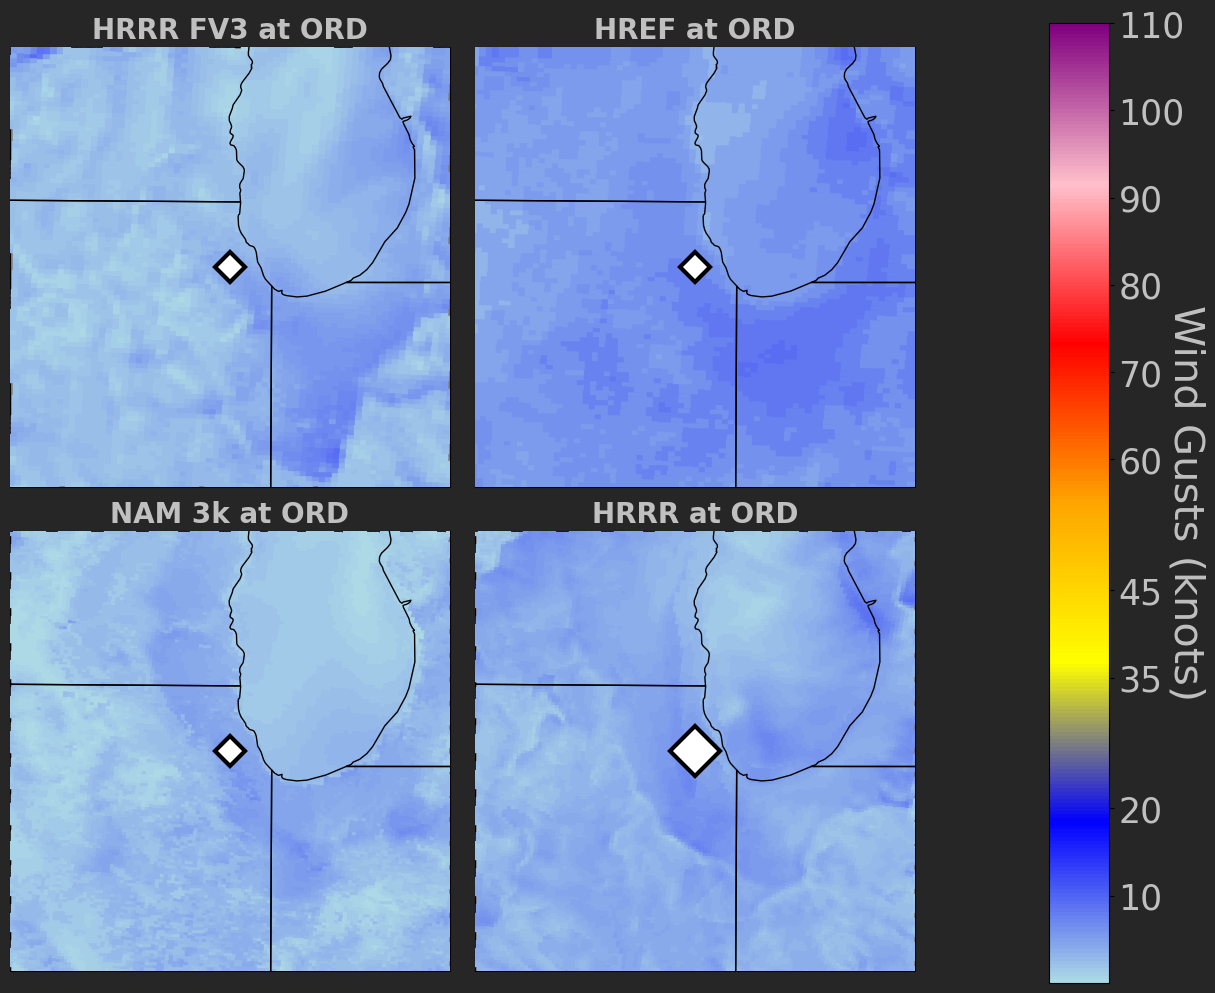 HRRR FV3 at ORD
HREF at ORD
NAM 3k at ORD
HRRR at ORD
110
100
90
80
70
60
45
35
20
10
Wind Gusts (knots)